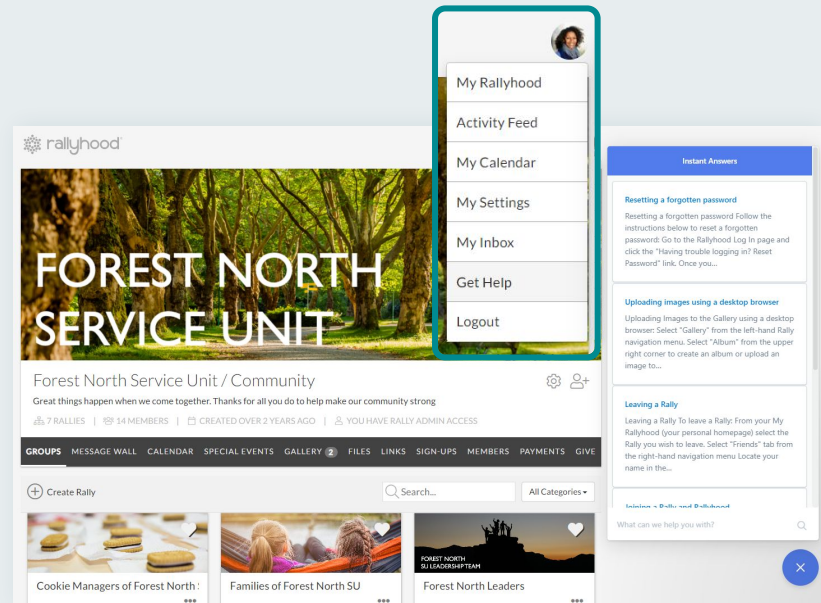 My Rallyhood
Activity Feed
My Calendar
My Settings
My Inbox
Get Help
Logout
rallyhood
FOREST NORTH
SERVICE UNIT
Forest North Service Unit / Community
Great things happen when we come together. Thanks for all you do to help make our community strong
7 RALLIES | 14 MEMBERS | CREATED OVER 2 YEARS AGO | YOU HAVE RALLY ADMIN ACCESS
GROUPS MESSAGE WALL CALENDAR SPECIAL EVENTS GALLERY 2 FILES LINKS SIGN-UPS MEMBERS PAYMENTS GIVE
Create Rally
Search...
All Categories
Cookie Managers of Forest North
Families of Forest North SU
FOREST NORTH
SU LEADERSHIP TEAM
Forest North Leaders
Instant Answers
Resetting a forgotten password
Resetting a forgotten password Follow the
instructions below to reset a forgotten
password: Go to the Rallyhood Log In page and
click the "Having trouble logging in? Reset
Password" link. Once you...
Uploading images using a desktop browser
Uploading Images to the Gallery using a desktop
browser: Select "Gallery" from the left-hand Rally
navigation menu. Select "Album" from the upper
right corner to create an album or upload an
image to...
Leaving a Rally
Leaving a Rally To leave a Rally: From your My
Rallyhood (your personal homepage) select the
Rally you wish to leave. Select "Friends" tab from
the right-hand navigation menu Locate your
name in the...
Joining a Rally and Rallyhood
What can we help you with?